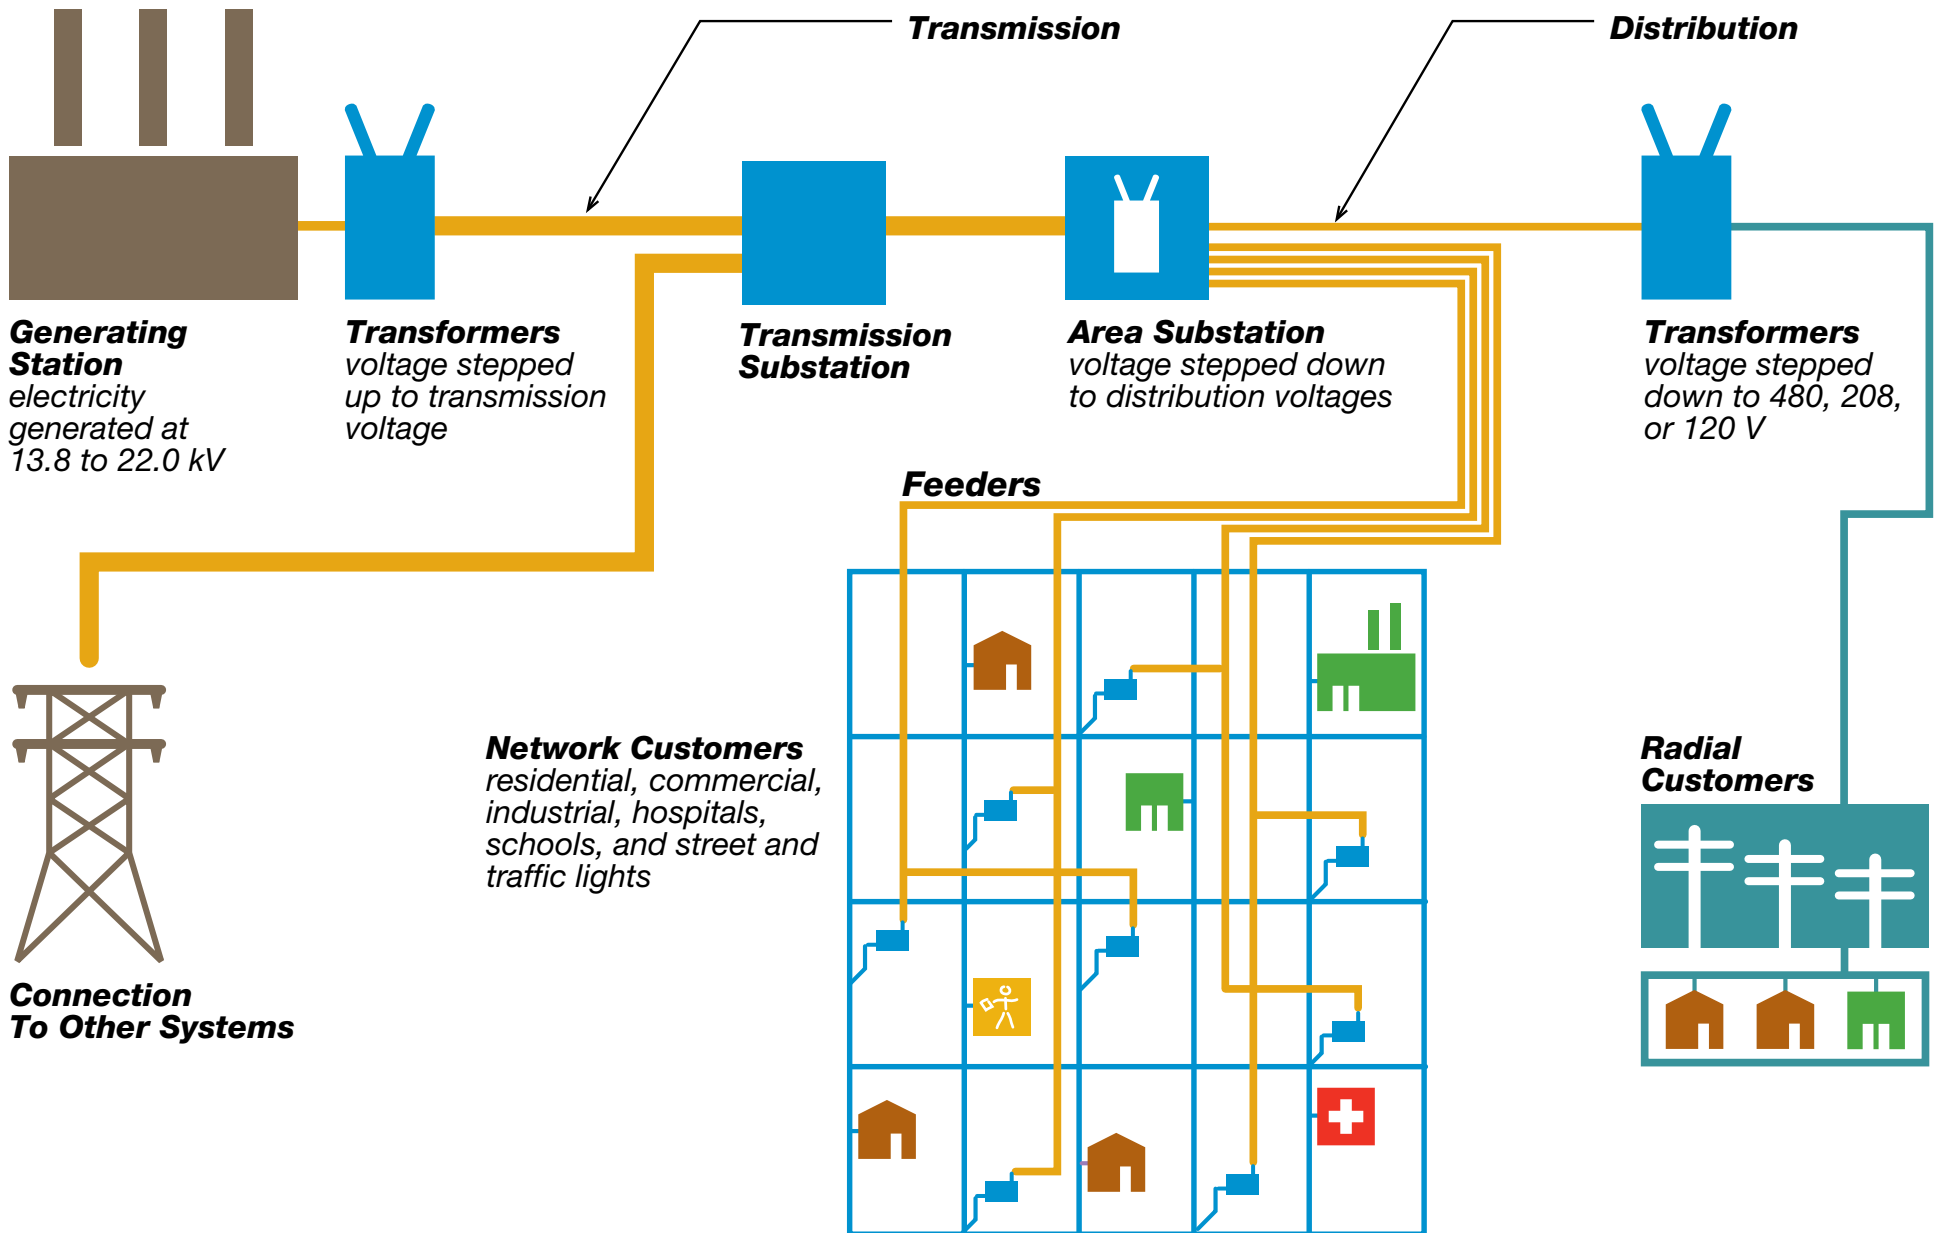 Transmission
Distribution
Generating
Station
electricity
generated at
13.8 to 22.0 kV
Transformers
voltage stepped
up to transmission
voltage
Transmission
Substation
Area Substation
voltage stepped down
to distribution voltages
Transformers
voltage stepped
down to 480, 208,
or 120 V
Feeders
Network Customers
residential, commercial,
industrial, hospitals,
schools, and street and
traffic lights
Radial
Customers
Connection
To Other Systems